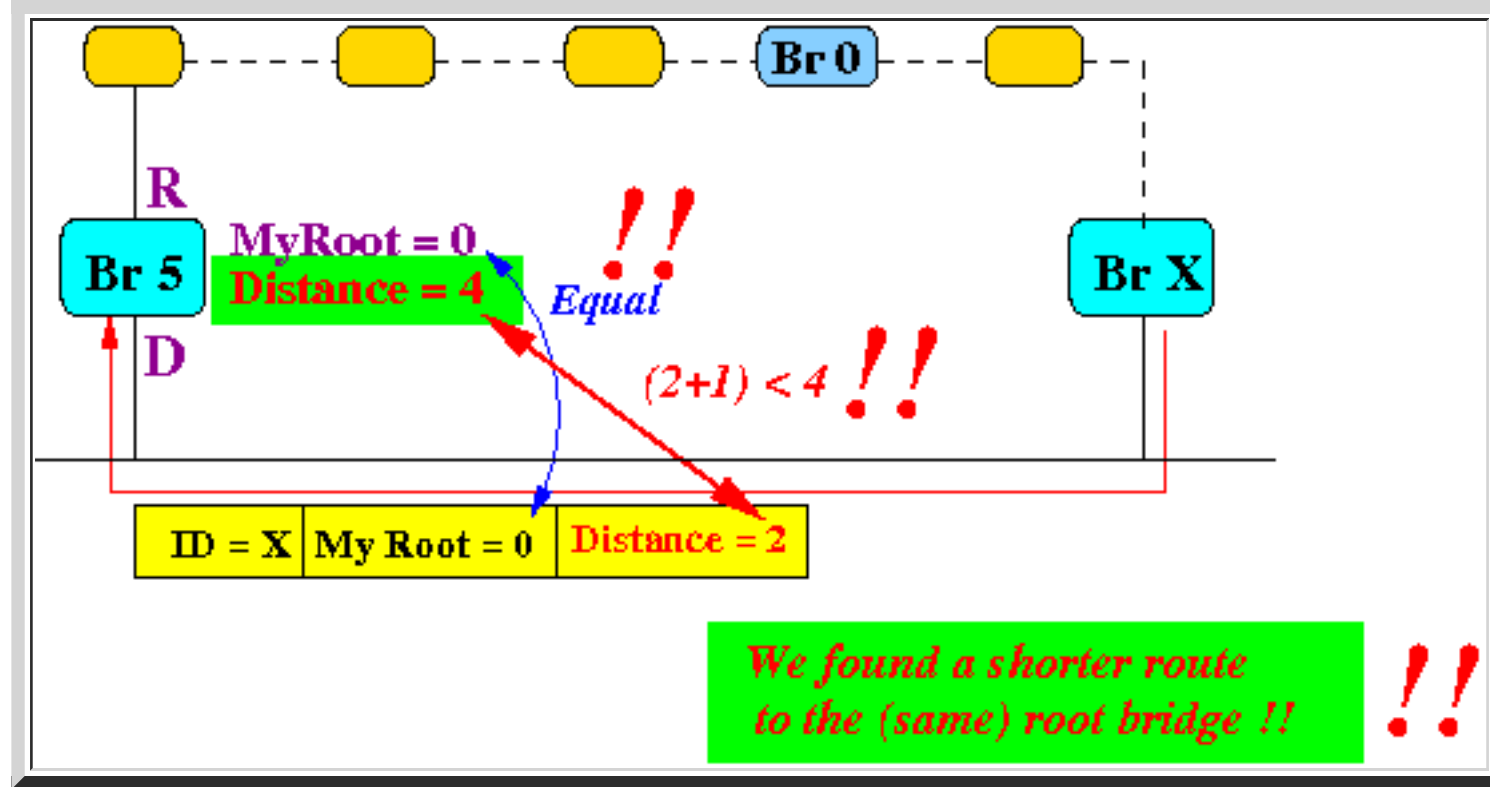 Br 0
R
MyRoot = 0
!!
Br 5
Distance = 4
Equal
Br X
D
(2+1) < 4 !!
ID = X My Root = 0 Distance = 2
We found a shorter route
to the (same) root bridge !!
!!